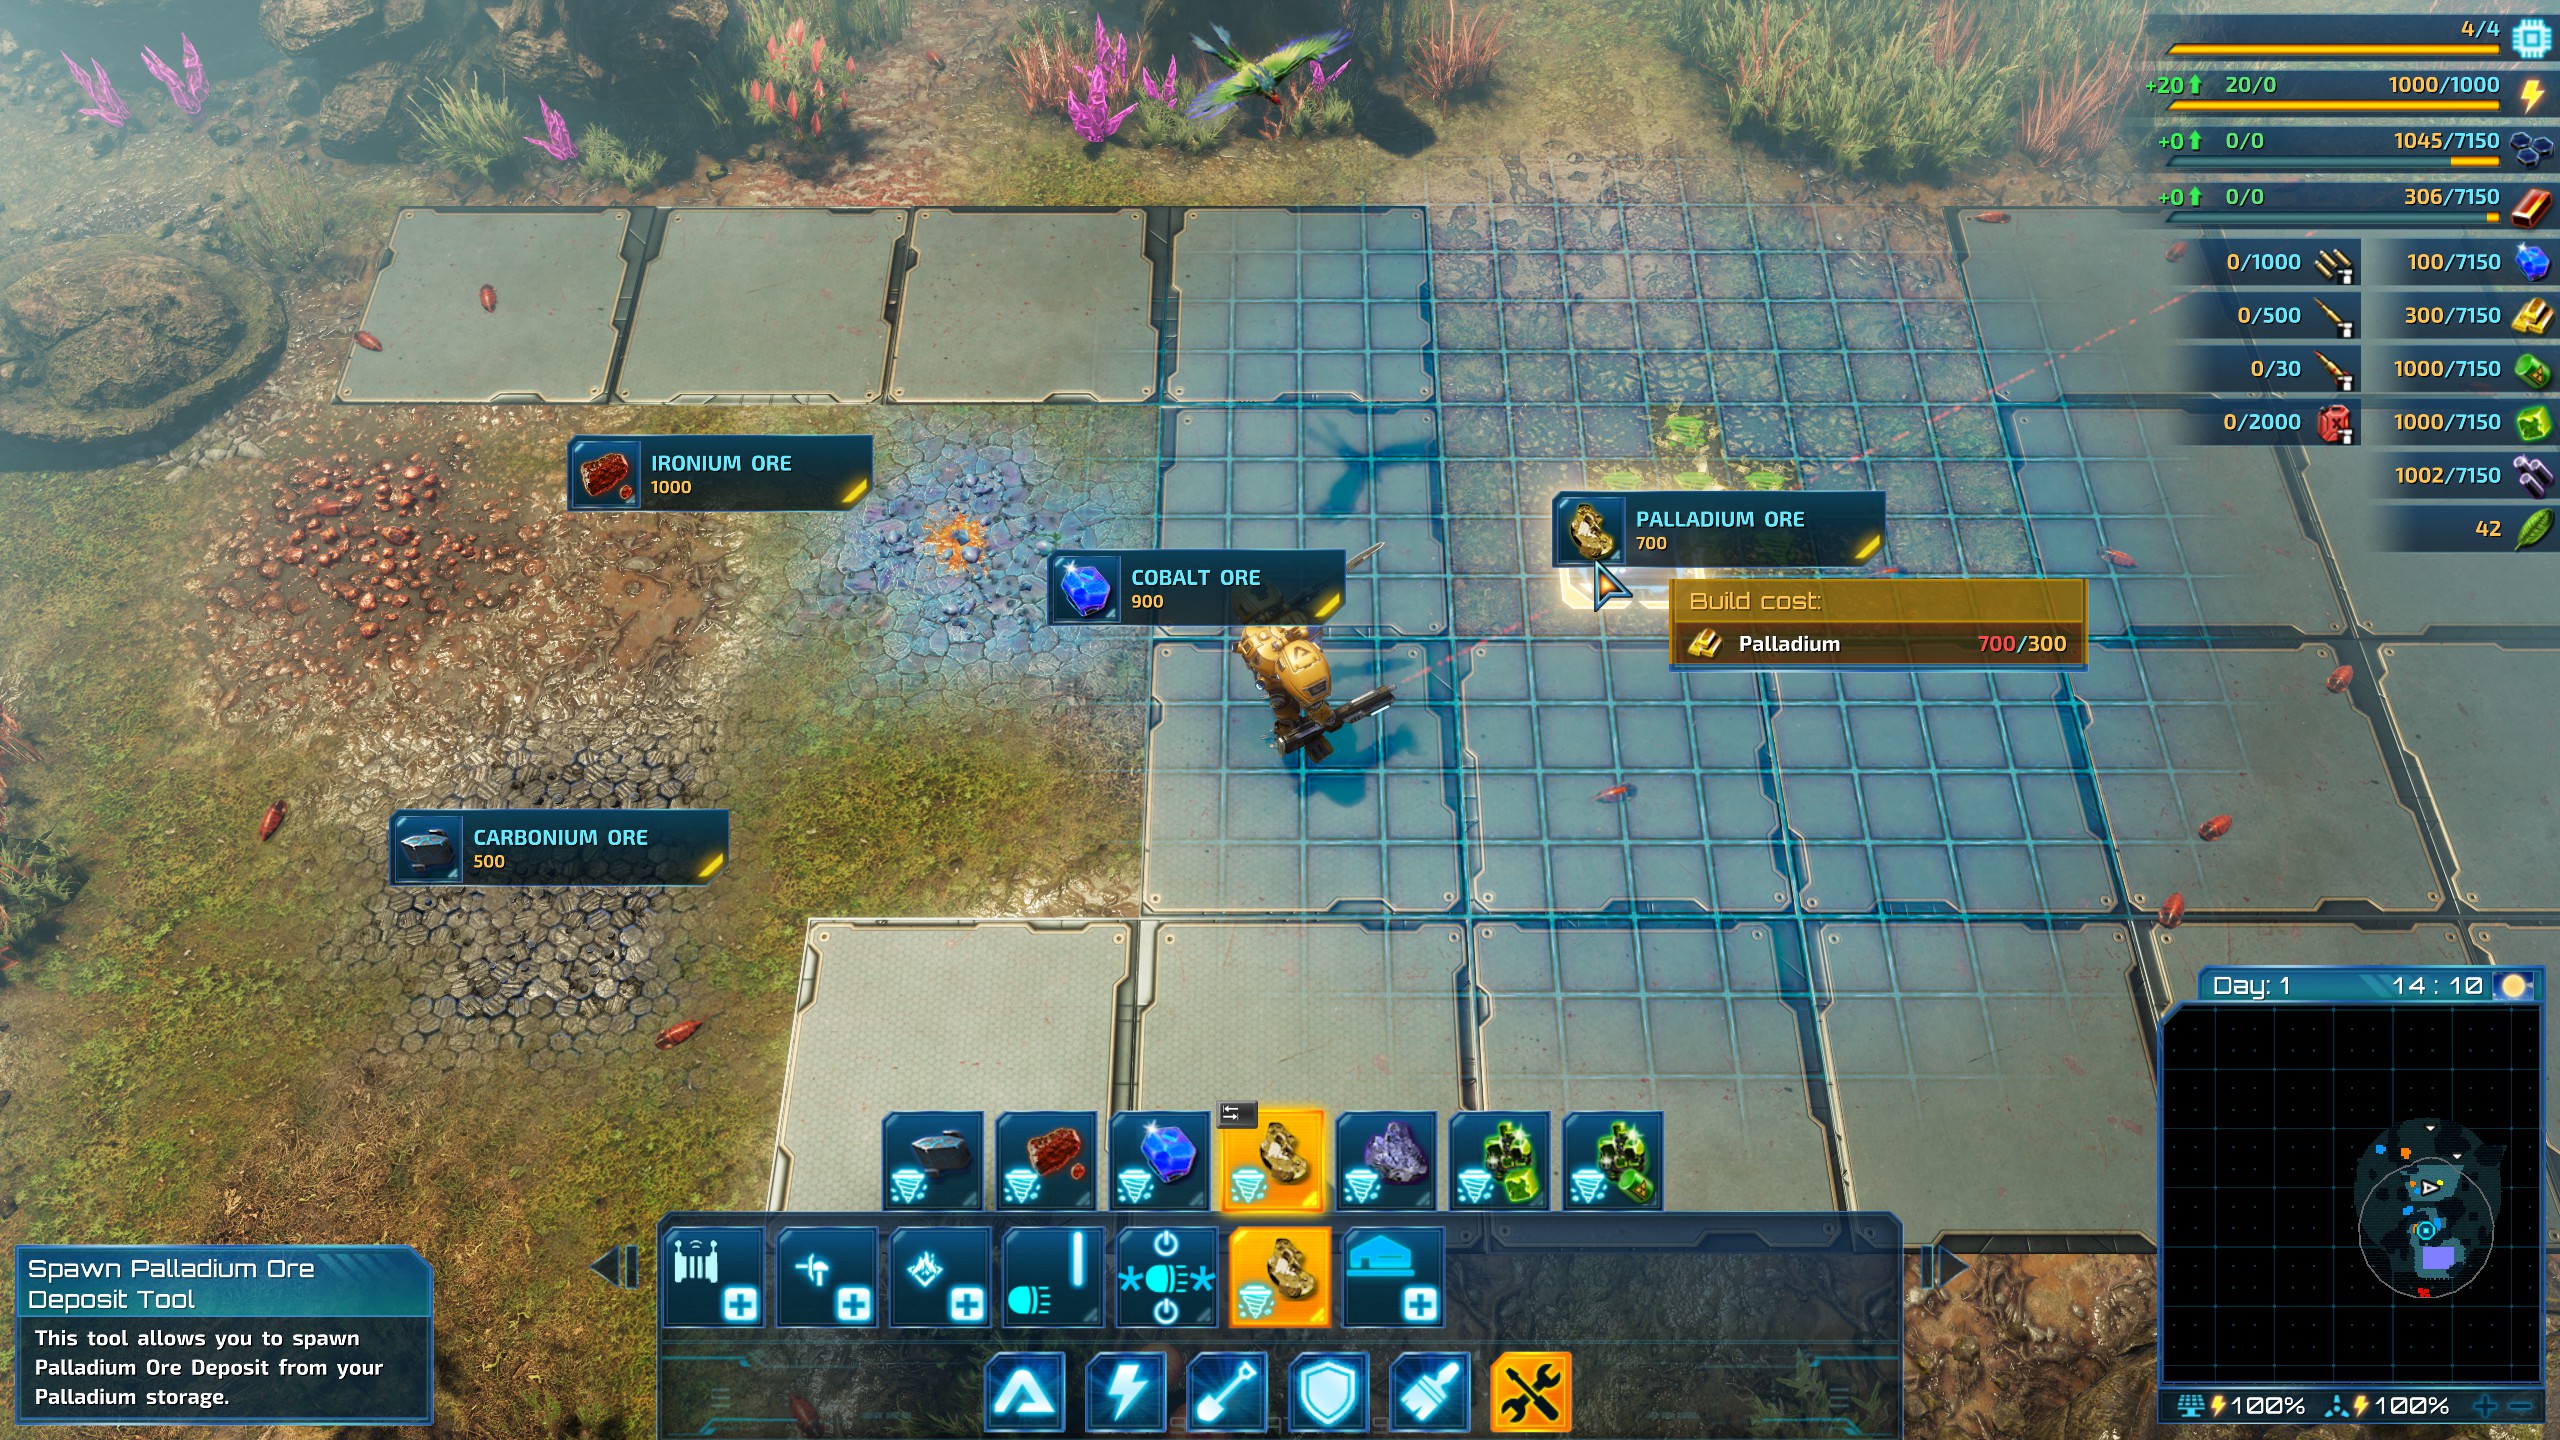 4/4
+20 20/0 1000/1000
+0 0/0 1045/7150
+0 0/0 306/7150
0/1000 100/7150
0/500 300/7150
0/30 1000/7150
0/2000 1000/7150
1002/7150
42
IRONIUM ORE
1000
PALLADIUM ORE
700
COBALT ORE
900
Build cost:
Palladium 700/300
CARBONIUM ORE
500
Day: 1 14 : 10
Spawn Palladium Ore
Deposit Tool
This tool allows you to spawn
Palladium Ore Deposit from your
Palladium storage.
100% 100%